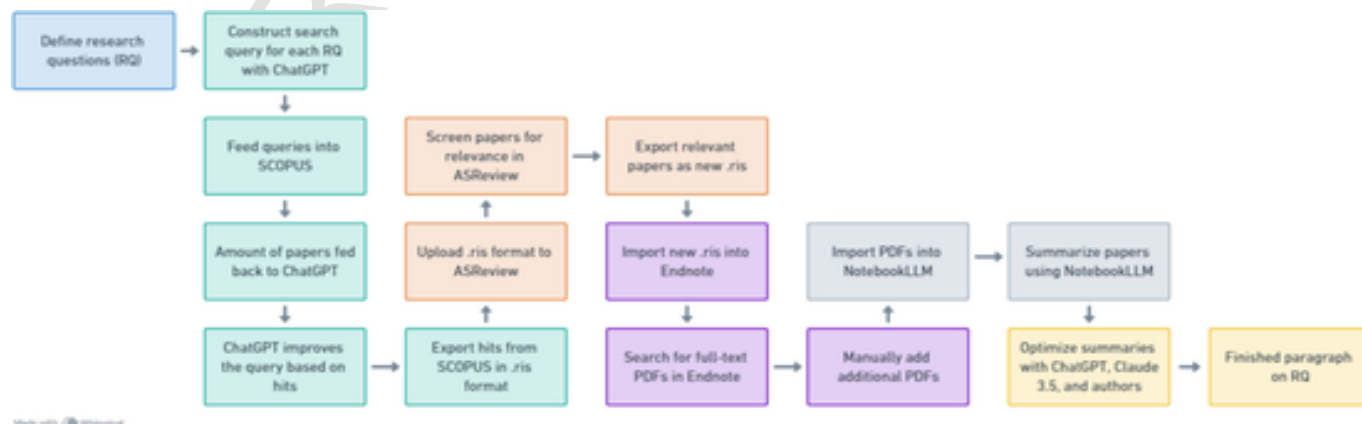 Define research
questions (RQ)
Construct search
query for each RQ
with ChatGPT
Feed queries into
SCOPUS
Amount of papers fed
back to ChatGPT
ChatGPT improves
the query based on
hits
Export hits from
SCOPUS in .ris
format
Upload .ris format to
ASReview
Screen papers for
relevance in
ASReview
Export relevant
papers as new .ris
Import new .ris into
Endnote
Search for full-text
PDFs in Endnote
Manually add
additional PDFs
Import PDFs into
NotebookLLM
Summarize papers
using NotebookLLM
Optimize summaries
with ChatGPT, Claude
3.5, and authors
Finished paragraph
on RQ
Made with